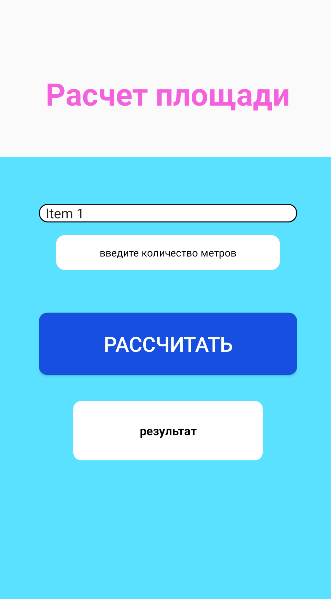 Расчет площади
Item 1
введите количество метров
РАССЧИТАТЬ
результат